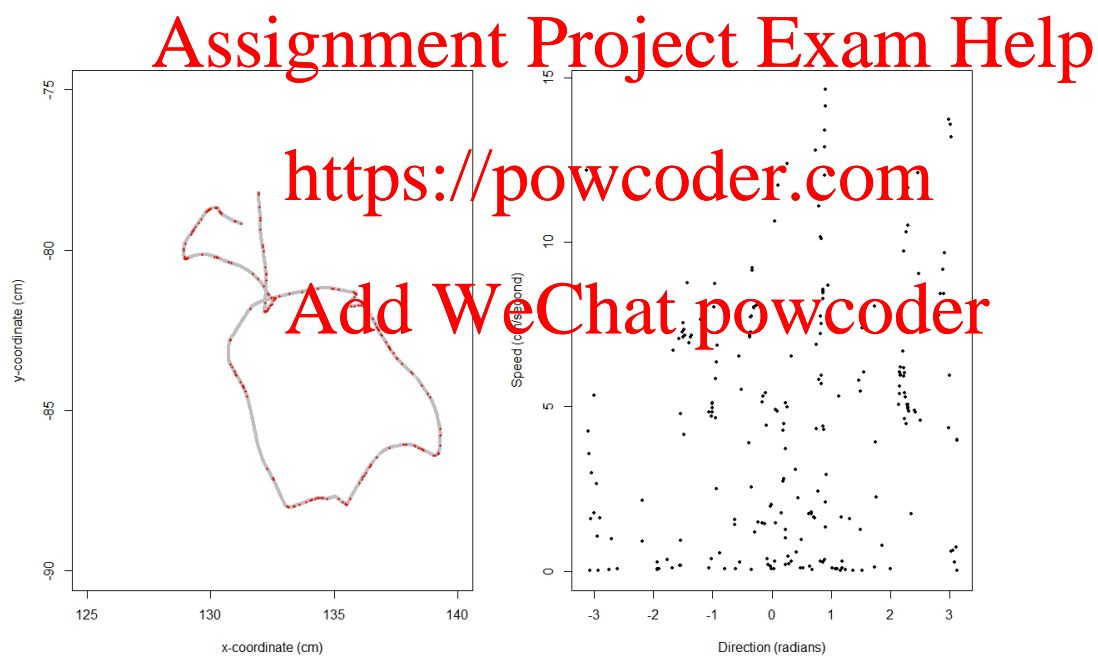 Assignment Project Exam Help
https://powcoder.com
Add WeChat powcoder
-75
-80
-85
-90
y-coordinate (cm)
125 130 135 140
x-coordinate (cm)
15
10
5
0
Speed (cm/second)
-3 -2 -1 0 1 2 3
Direction (radians)